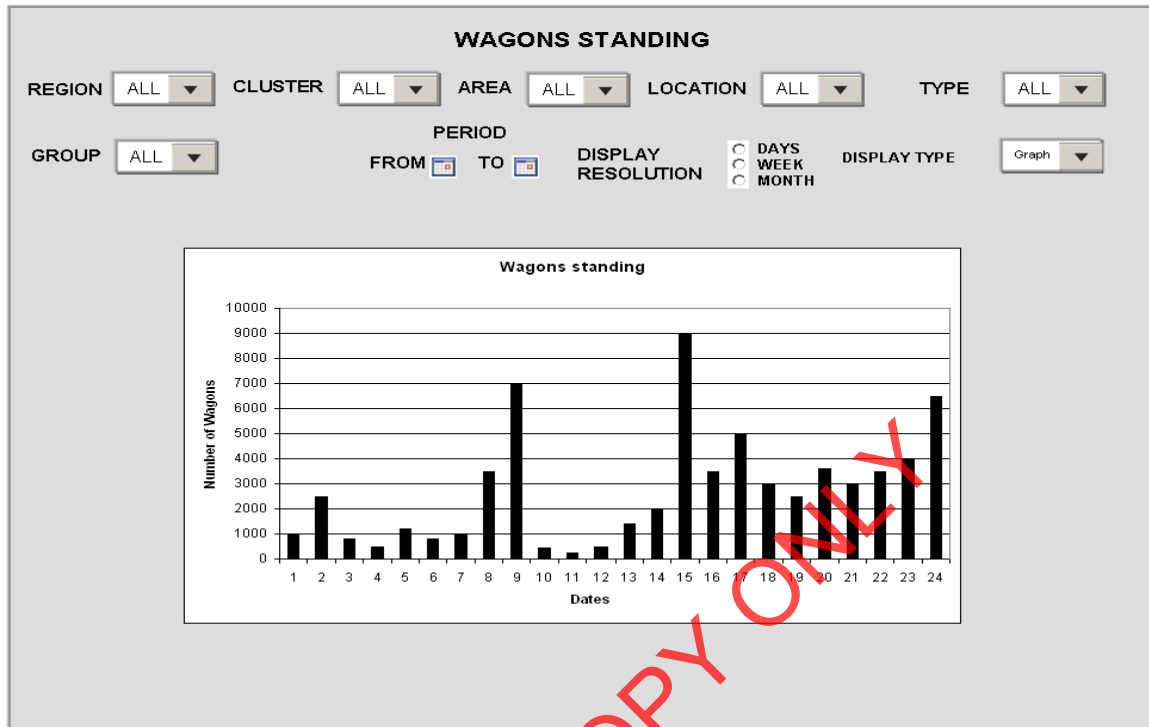 WAGONS STANDING
REGION ALL CLUSTER ALL AREA ALL LOCATION ALL TYPE ALL
GROUP ALL
PERIOD
FROM TO
DISPLAY
RESOLUTION
DAYS
WEEK
MONTH
DISPLAY TYPE Graph
Wagons standing
10000
9000
8000
7000
6000
5000
4000
3000
2000
1000
0
Number of Wagons
1 2 3 4 5 6 7 8 9 10 11 12 13 14 15 16 17 18 19 20 21 22 23 24
Dates
OPY ONLY